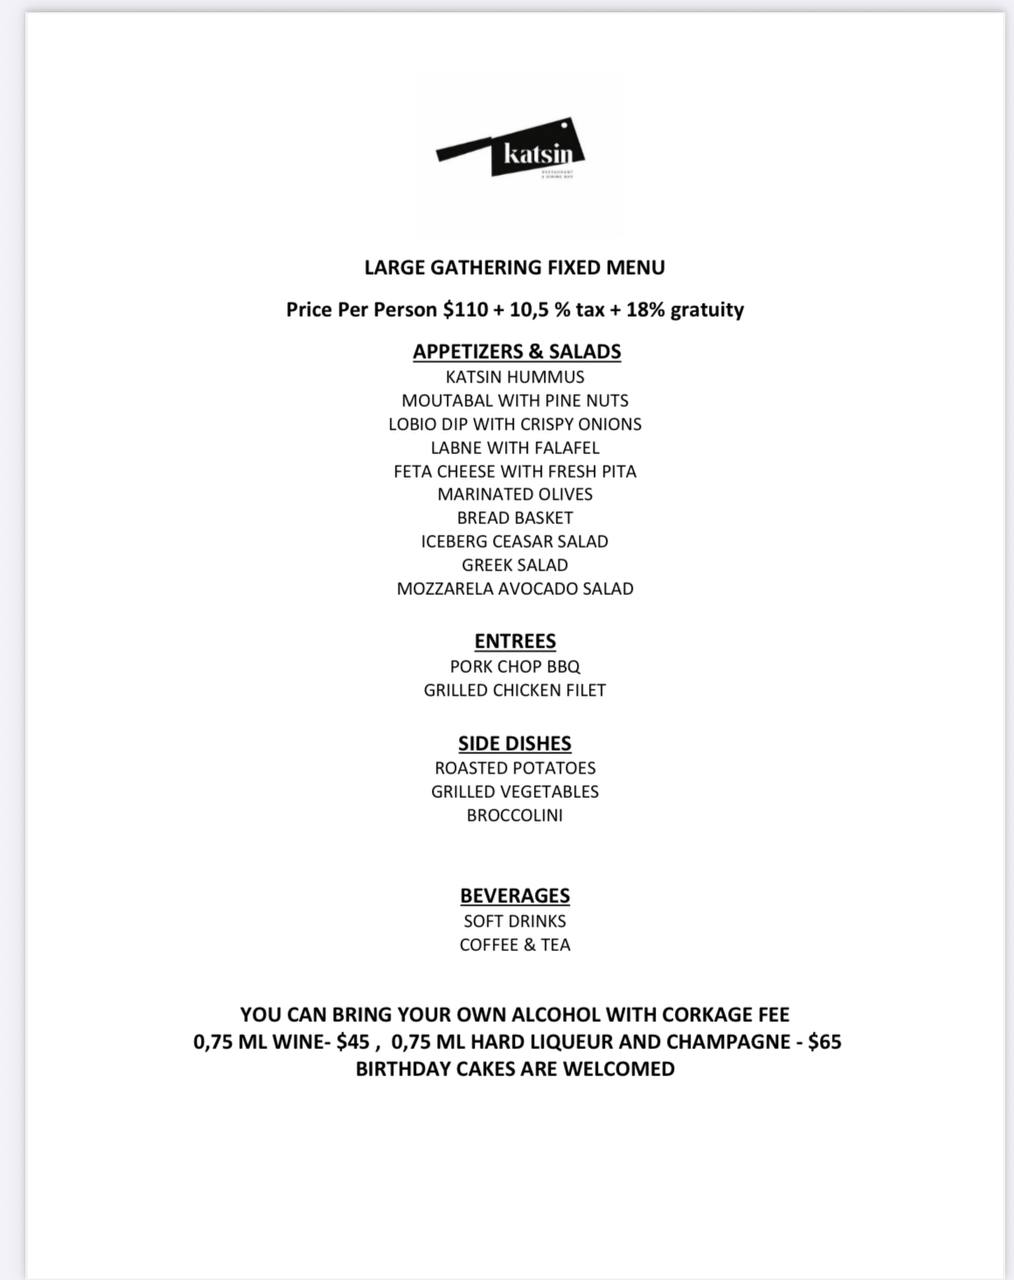 katsin
RESTAURANT
& DINING BAR
LARGE GATHERING FIXED MENU
Price Per Person $110 + 10,5 % tax + 18% gratuity
APPETIZERS & SALADS
KATSIN HUMMUS
MOUTABAL WITH PINE NUTS
LOBIO DIP WITH CRISPY ONIONS
LABNE WITH FALAFEL
FETA CHEESE WITH FRESH PITA
MARINATED OLIVES
BREAD BASKET
ICEBERG CEASAR SALAD
GREEK SALAD
MOZZARELA AVOCADO SALAD
ENTREES
PORK CHOP BBQ
GRILLED CHICKEN FILET
SIDE DISHES
ROASTED POTATOES
GRILLED VEGETABLES
BROCCOLINI
BEVERAGES
SOFT DRINKS
COFFEE & TEA
YOU CAN BRING YOUR OWN ALCOHOL WITH CORKAGE FEE
0,75 ML WINE- $45 ,  0,75 ML HARD LIQUEUR AND CHAMPAGNE - $65
BIRTHDAY CAKES ARE WELCOMED